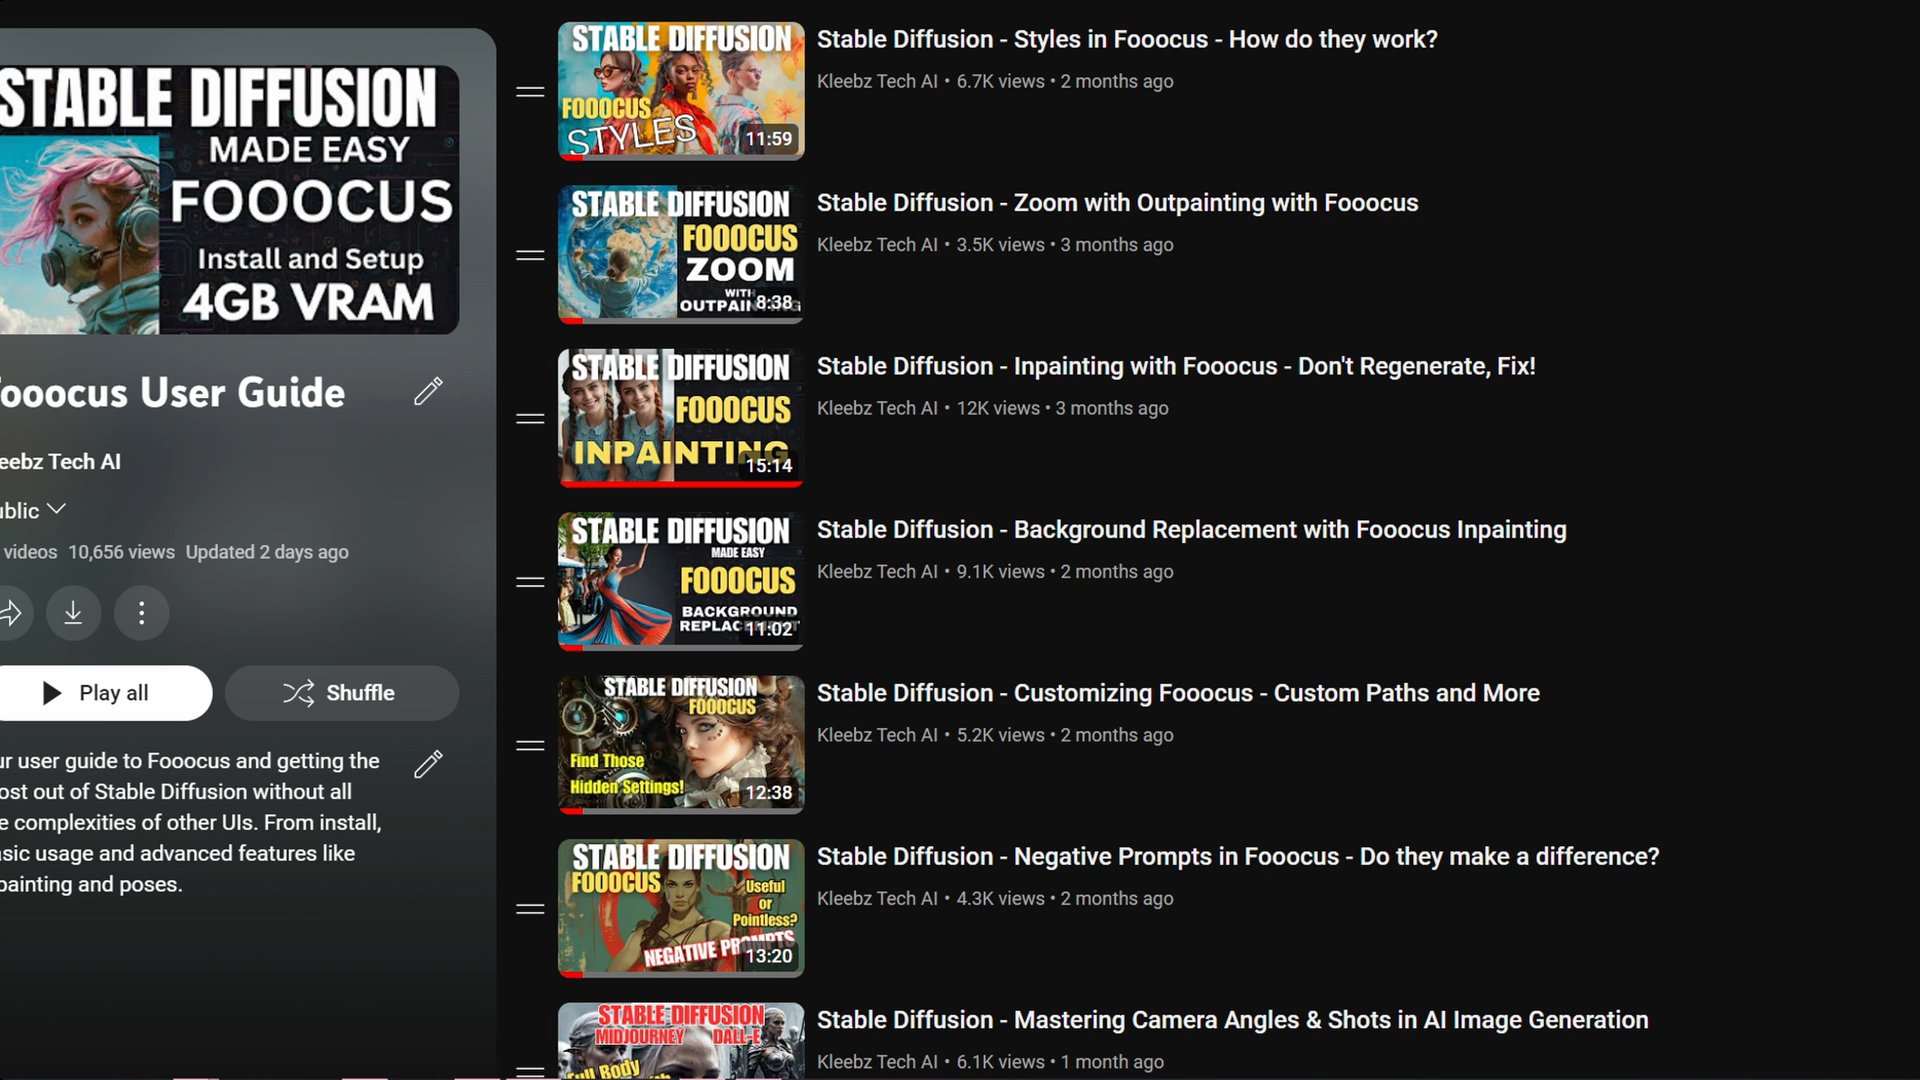 STABLE DIFFUSION
MADE EASY
FOOOCUS
Install and Setup
4GB VRAM
ooocus User Guide
eebz Tech AI
ublic
videos 10,656 views Updated 2 days ago
Play all
Shuffle
ur user guide to Fooocus and getting the
ost out of Stable Diffusion without all
e complexities of other UIs. From install,
asic usage and advanced features like
painting and poses.
STABLE DIFFUSION
FOOOCUS
STYLES
11:59
Stable Diffusion - Styles in Fooocus - How do they work?
Kleebz Tech AI • 6.7K views • 2 months ago
STABLE DIFFUSION
FOOOCUS
ZOOM
WITH
OUTPAINTING
8:38
Stable Diffusion - Zoom with Outpainting with Fooocus
Kleebz Tech AI • 3.5K views • 3 months ago
STABLE DIFFUSION
FOOOCUS
INPAINTING
15:14
Stable Diffusion - Inpainting with Fooocus - Don't Regenerate, Fix!
Kleebz Tech AI • 12K views • 3 months ago
STABLE DIFFUSION
MADE EASY
FOOOCUS
BACKGROUND
REPLACEMENT
11:02
Stable Diffusion - Background Replacement with Fooocus Inpainting
Kleebz Tech AI • 9.1K views • 2 months ago
STABLE DIFFUSION
FOOOCUS
Find Those
Hidden Settings!
12:38
Stable Diffusion - Customizing Fooocus - Custom Paths and More
Kleebz Tech AI • 5.2K views • 2 months ago
STABLE DIFFUSION
FOOOCUS
Useful
or
Pointless?
NEGATIVE PROMPTS
13:20
Stable Diffusion - Negative Prompts in Fooocus - Do they make a difference?
Kleebz Tech AI • 4.3K views • 2 months ago
STABLE DIFFUSION
MIDJOURNEY DALL-E
Full Body
Stable Diffusion - Mastering Camera Angles & Shots in AI Image Generation
Kleebz Tech AI • 6.1K views • 1 month ago